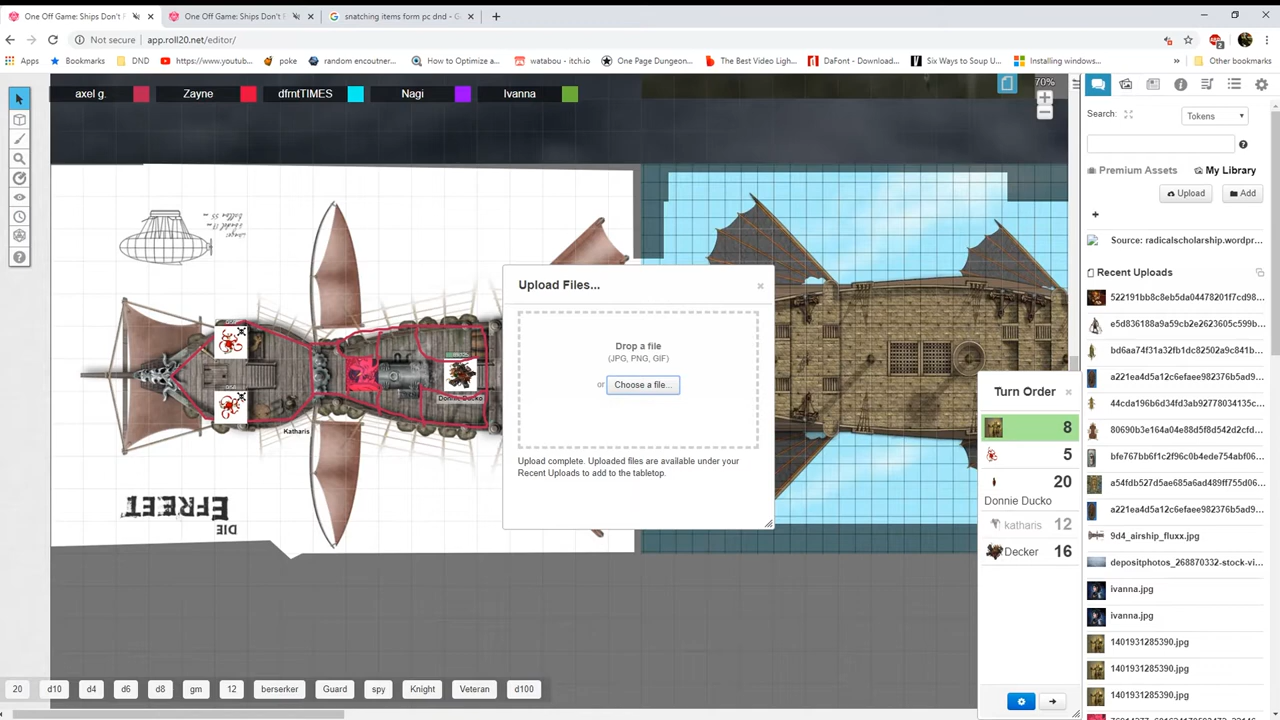 One Off Game: Ships Don't F
One Off Game: Ships Don't F
snatching items form pc dnd - G
Not secure
app.roll20.net/editor/
Apps
Bookmarks
DND
https://www.youtub...
poke
random encoutner...
How to Optimize a...
watabou - itch.io
One Page Dungeon...
The Best Video Ligh...
DaFont - Download...
Six Ways to Soup U...
Installing windows...
»
Other bookmarks
axel g.
Zayne
dfmtTIMES
Nagi
Ivanna
70%
Search:
Tokens
Premium Assets
My Library
Upload
Add
Source: radicalscholarship.wordpr...
Recent Uploads
522191bb8c8eb5da04478201f7cd98...
e5d836188a9a59cb2e2623605c599b...
bd6aa74f31a32fb1dc82502a9c841b...
a221ea4d5a12c6efaee982376b9ad9...
44cda196b6d34fd3ab927778034135e...
80690b3e164a04e88d5f8d542d2cfd...
bfe767bb6f1c2f96c0b4ede754abf06...
a54fdb527d5ae685a6ad489ff755d06...
a221ea4d5a12c6efaee982376b9ad9...
9d4_airship_fluxx.jpg
depositphotos_268870332-stock-vi...
ivanna.jpg
ivanna.jpg
1401931285390.jpg
1401931285390.jpg
1401931285390.jpg
Upload Files...
Drop a file
(JPG, PNG, GIF)
or Choose a file...
Upload complete. Uploaded files are available under your
Recent Uploads to add to the tabletop.
Turn Order
8
5
20
Donnie Ducko
katharis 12
Decker 16
Donnie Ducko
Katharis
EFREET
DIE
20
d10
d4
d6
d8
gm
12
berserker
Guard
spy
Knight
Veteran
d100